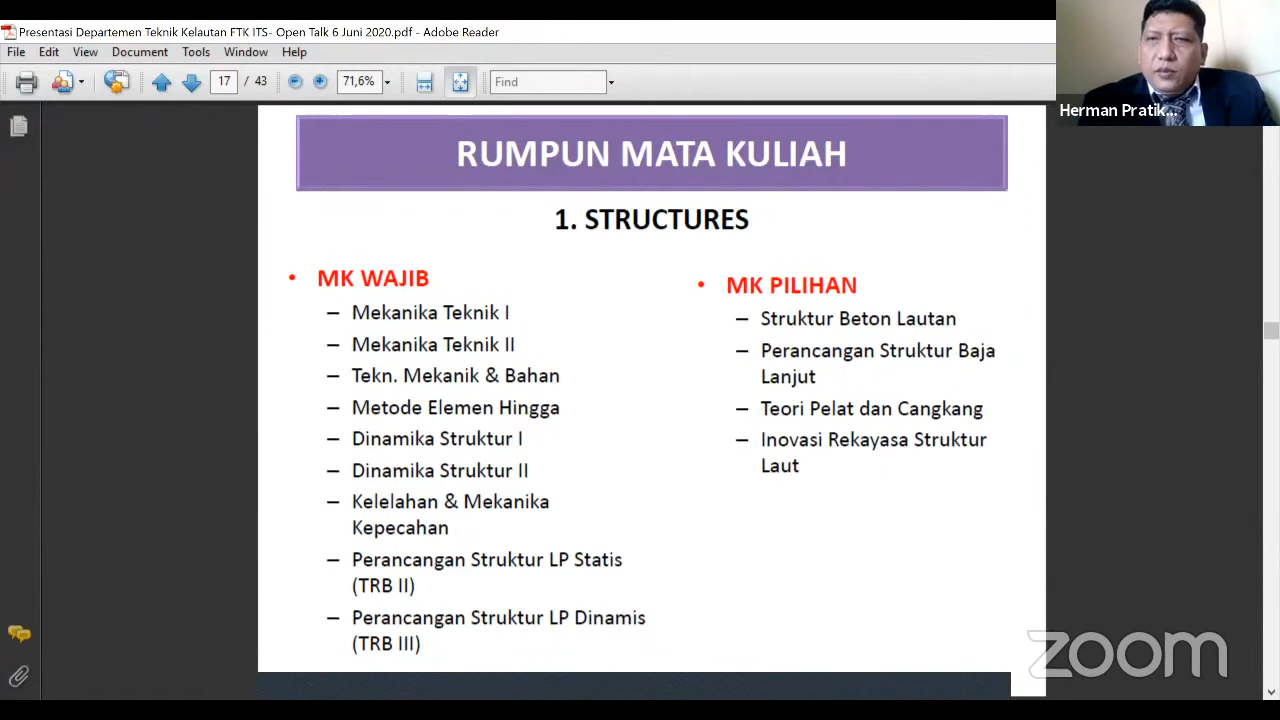 Presentasi Departemen Teknik Kelautan FTK ITS- Open Talk 6 Juni 2020.pdf - Adobe Reader
File Edit View Document Tools Window Help
17 / 43 71,6% Find
Herman Pratik...
RUMPUN MATA KULIAH
1. STRUCTURES
• MK WAJIB
– Mekanika Teknik I
– Mekanika Teknik II
– Tekn. Mekanik & Bahan
– Metode Elemen Hingga
– Dinamika Struktur I
– Dinamika Struktur II
– Kelelahan & Mekanika
Kepecahan
– Perancangan Struktur LP Statis
(TRB II)
– Perancangan Struktur LP Dinamis
(TRB III)
• MK PILIHAN
– Struktur Beton Lautan
– Perancangan Struktur Baja
Lanjut
– Teori Pelat dan Cangkang
– Inovasi Rekayasa Struktur
Laut
zoom